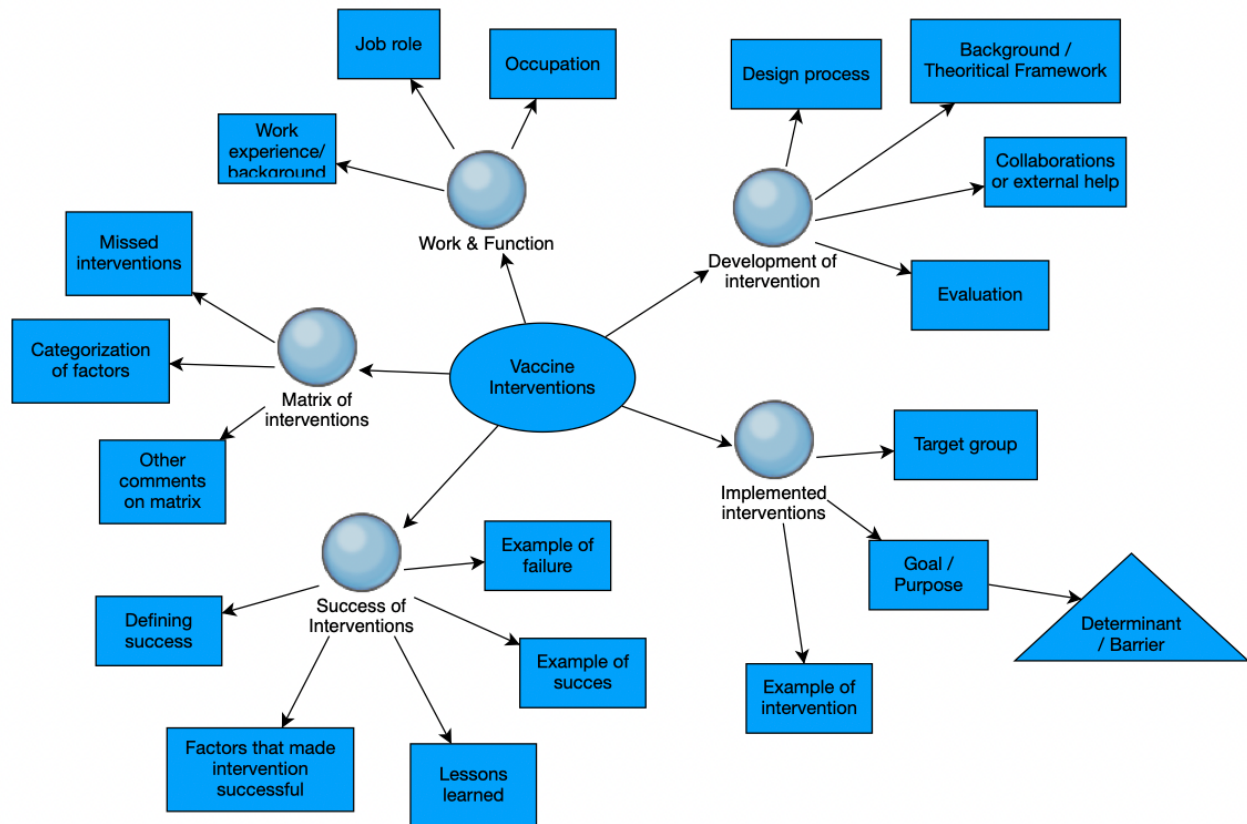 Job role
Occupation
Work
experience/
background
Work & Function
Design process
Background /
Theoritical Framework
Collaborations
or external help
Development of
intervention
Evaluation
Missed
interventions
Categorization
of factors
Matrix of
interventions
Other
comments
on matrix
Vaccine
Interventions
Implemented
interventions
Target group
Goal /
Purpose
Determinant
/ Barrier
Example of
intervention
Success of
Interventions
Example of
failure
Defining
success
Example of
succes
Factors that made
intervention
successful
Lessons
learned